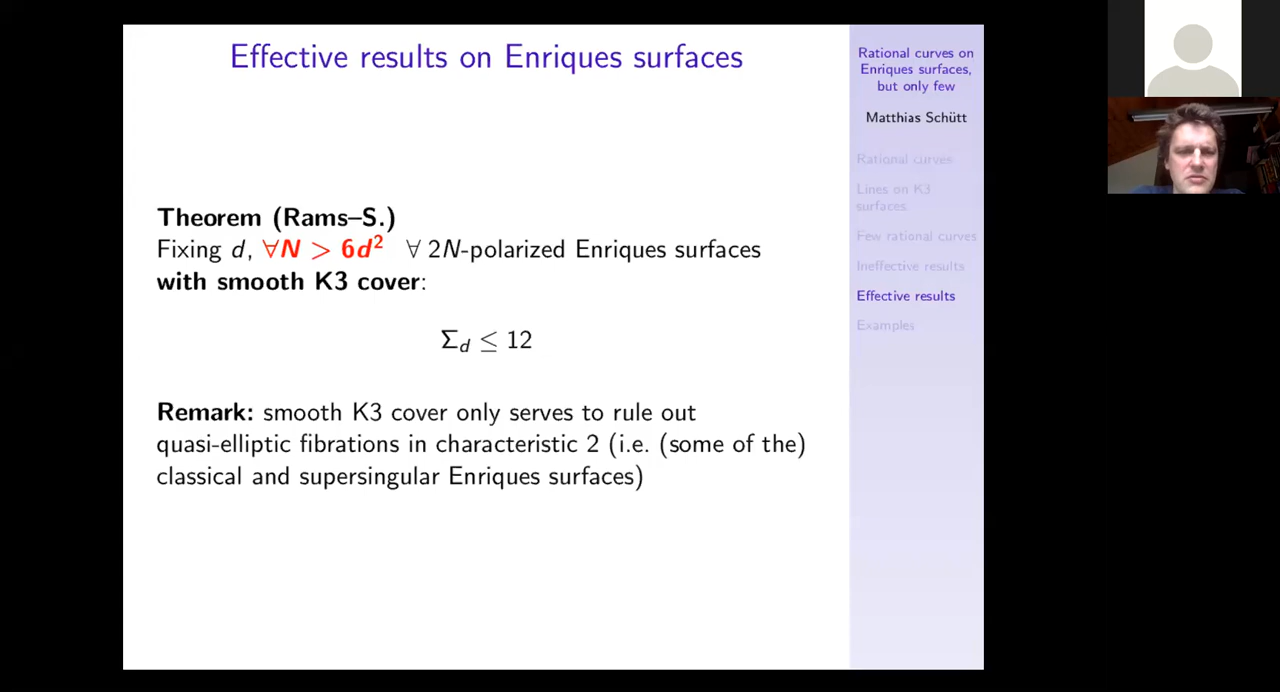 Effective results on Enriques surfaces
Theorem (Rams–S.)
Fixing d, ∀N > 6d² ∀ 2N-polarized Enriques surfaces
with smooth K3 cover:
Σ_d ≤ 12
Remark: smooth K3 cover only serves to rule out
quasi-elliptic fibrations in characteristic 2 (i.e. (some of the)
classical and supersingular Enriques surfaces)
Rational curves on
Enriques surfaces,
but only few
Matthias Schütt
Rational curves
Lines on K3
surfaces
Few rational curves
Ineffective results
Effective results
Examples